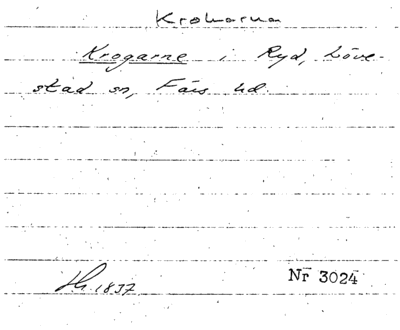 Krokarna
Krogarne i Ryd, Löve-
stad sn, Färs hd.
1837
Nr 3024